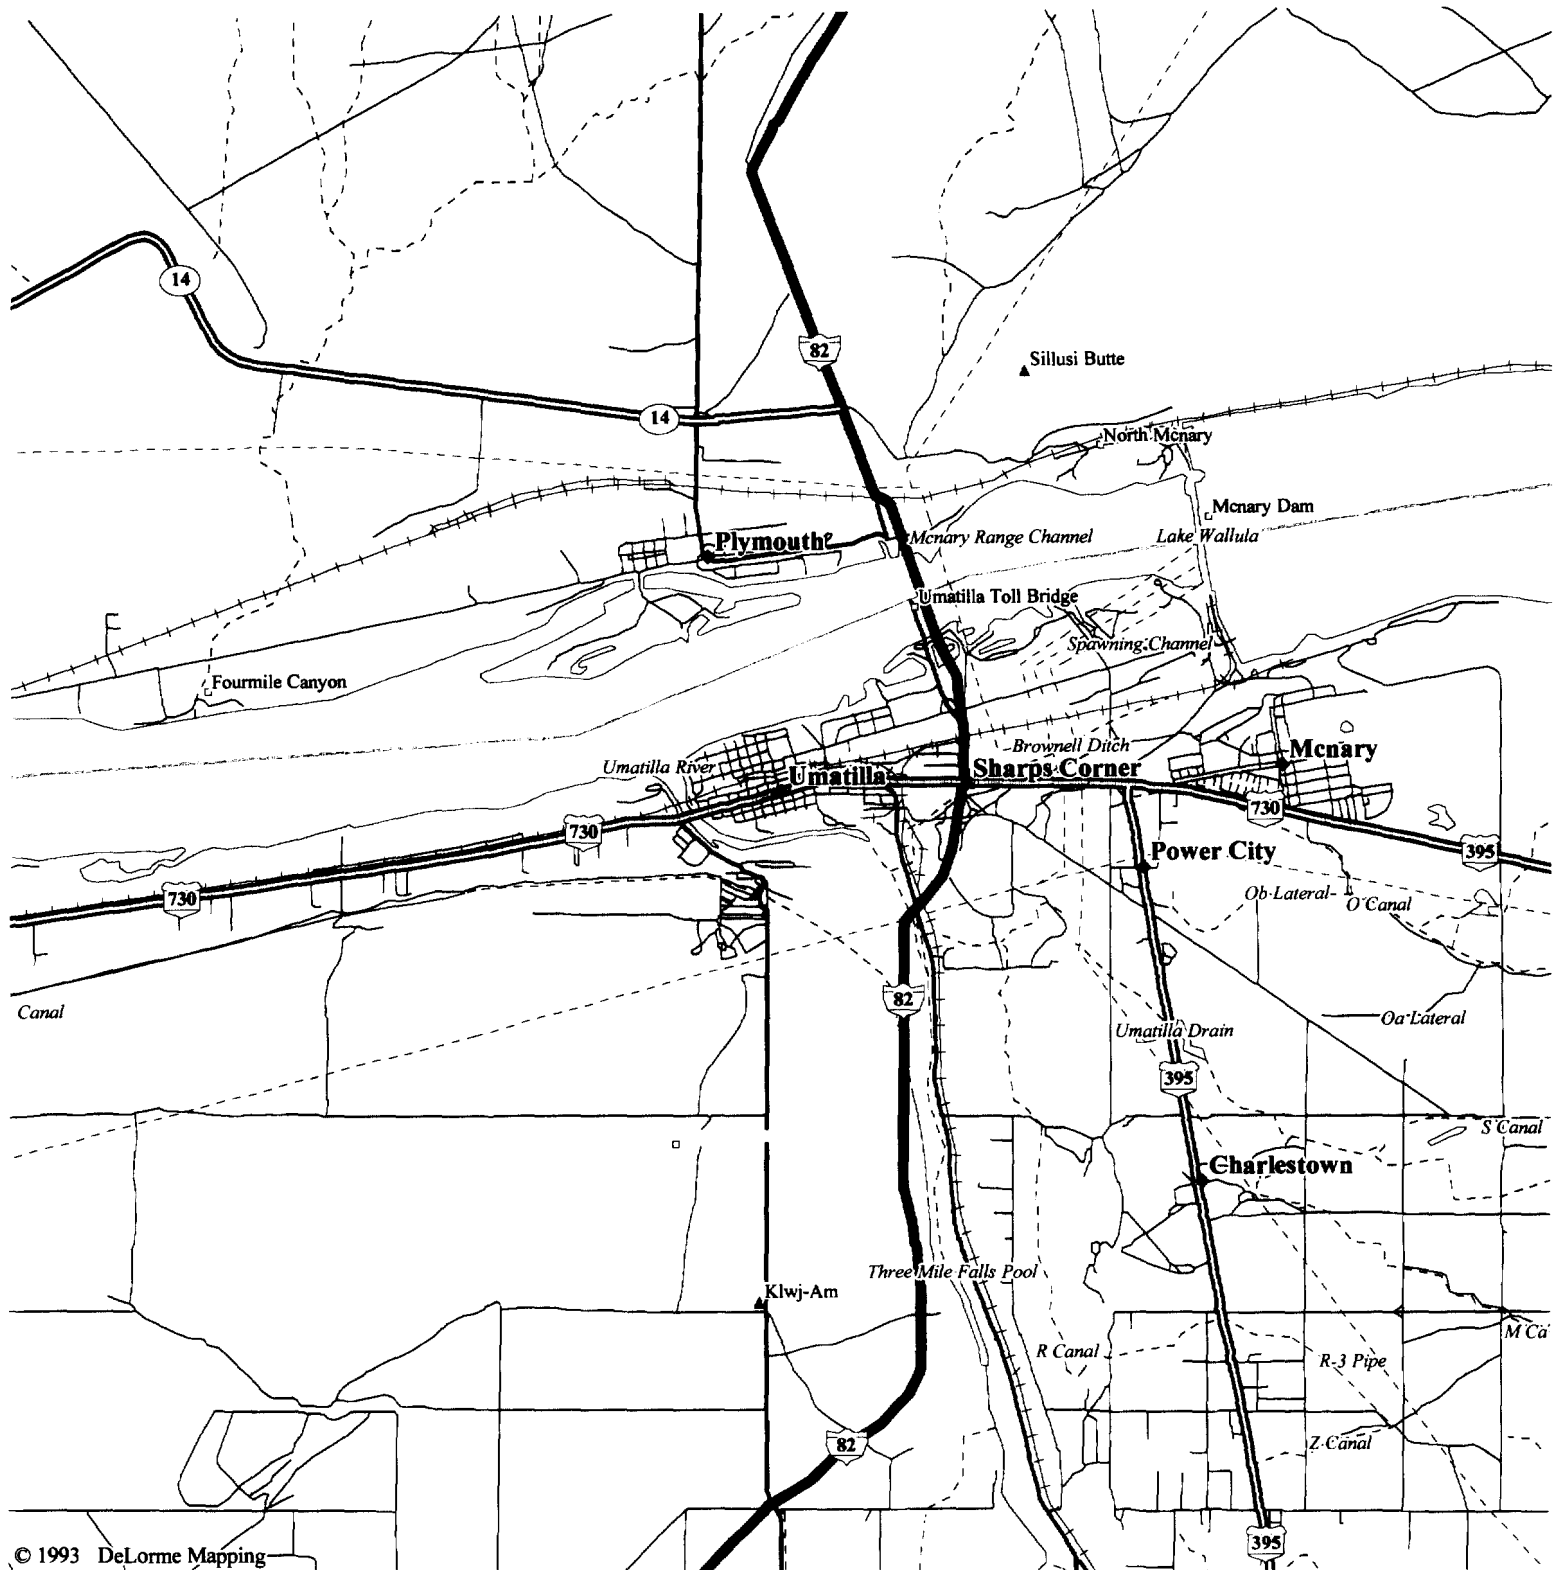 14
82
Sillusi Butte
14
North Mcnary
Mcnary Dam
Plymouth
Mcnary Range Channel
Lake Wallula
Umatilla Toll Bridge
Spawning Channel
Fourmile Canyon
Brownell Ditch
Mcnary
Umatilla River
Umatilla
Sharps Corner
730
730
395
Power City
730
Ob Lateral
O Canal
82
Canal
Oa Lateral
Umatilla Drain
395
S Canal
Charlestown
Three Mile Falls Pool
Klwj-Am
M Ca
R Canal
R-3 Pipe
82
Z Canal
395
© 1993 DeLorme Mapping